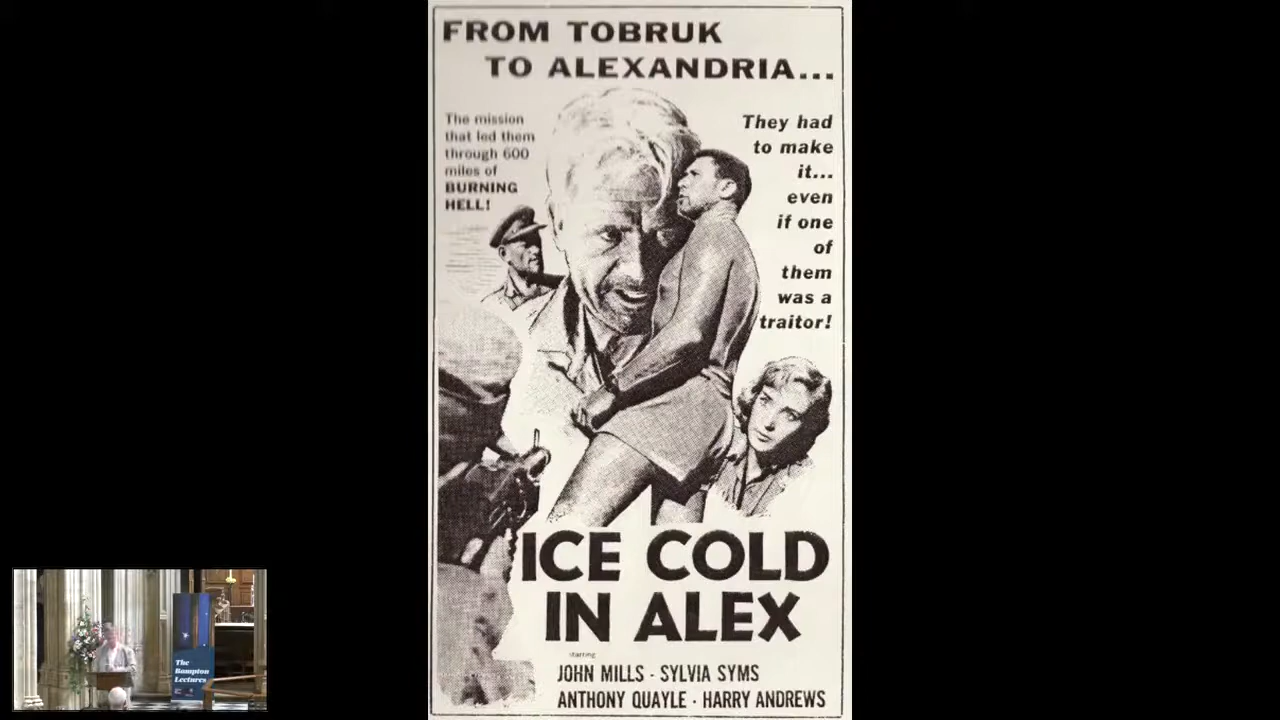 FROM TOBRUK
TO ALEXANDRIA...
The mission
that led them
through 600
miles of
BURNING
HELL!
They had
to make
it...
even
if one
of
them
was a
traitor!
ICE COLD
IN ALEX
starring
JOHN MILLS - SYLVIA SYMS
ANTHONY QUAYLE · HARRY ANDREWS
The
Bampton
Lectures